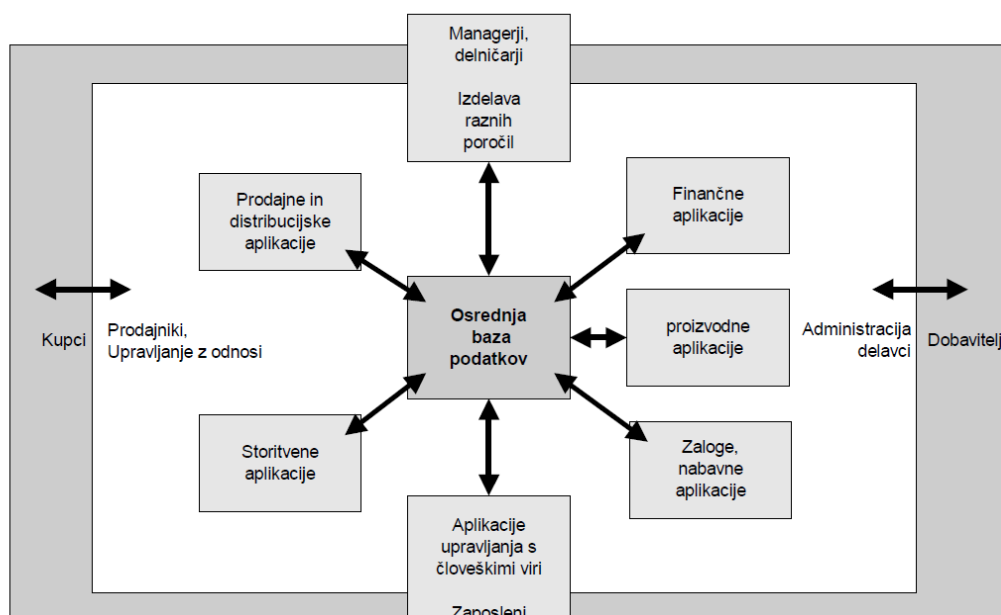 Managerji,
delničarji
Izdelava
raznih
poročil
Prodajne in
distribucijske
aplikacije
Finančne
aplikacije
Kupci
Prodajniki,
Upravljanje z odnosi
Osrednja
baza
podatkov
proizvodne
aplikacije
Administracija
delavci
Dobavitelj
Storitvene
aplikacije
Zaloge,
nabavne
aplikacije
Aplikacije
upravljanja s
človeškimi viri
Zaposleni